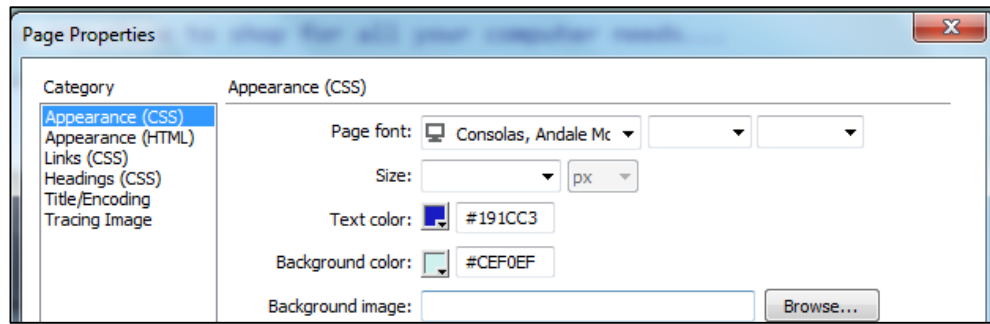 Page Properties to shop for all your computer needs...
Category
Appearance (CSS)
Appearance (CSS)
Appearance (HTML)
Links (CSS)
Headings (CSS)
Title/Encoding
Tracing Image
Page font: Consolas, Andale Mc
Size: px
Text color: #191CC3
Background color: #CEF0EF
Background image: Browse...